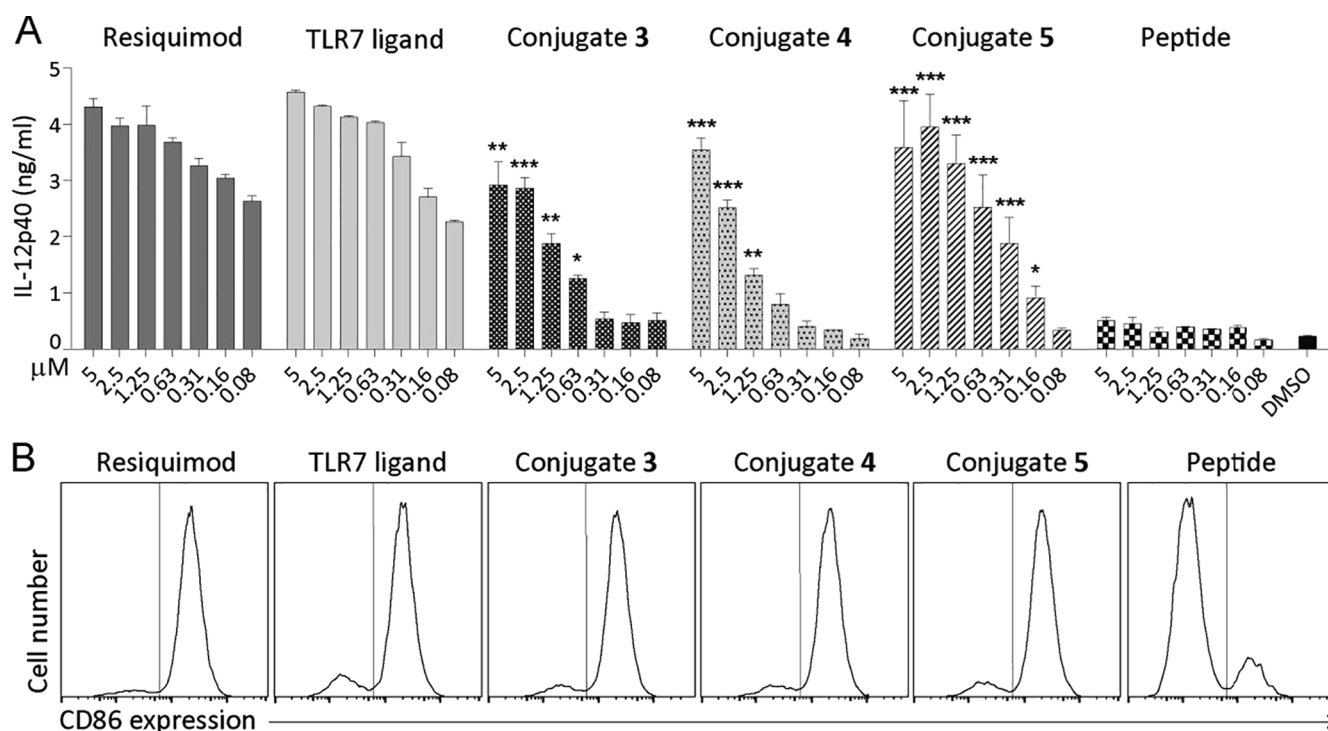 A
Resiquimod TLR7 ligand Conjugate 3 Conjugate 4 Conjugate 5 Peptide
IL-12p40 (ng/ml)
5
4
3
2
1
0
** *** ** *
*** *** **
*** *** *** *** *** *
μM
5 2.5 1.25 0.63 0.31 0.16 0.08
5 2.5 1.25 0.63 0.31 0.16 0.08
5 2.5 1.25 0.63 0.31 0.16 0.08
5 2.5 1.25 0.63 0.31 0.16 0.08
5 2.5 1.25 0.63 0.31 0.16 0.08
5 2.5 1.25 0.63 0.31 0.16 0.08
DMSO
B
Resiquimod TLR7 ligand Conjugate 3 Conjugate 4 Conjugate 5 Peptide
Cell number
CD86 expression